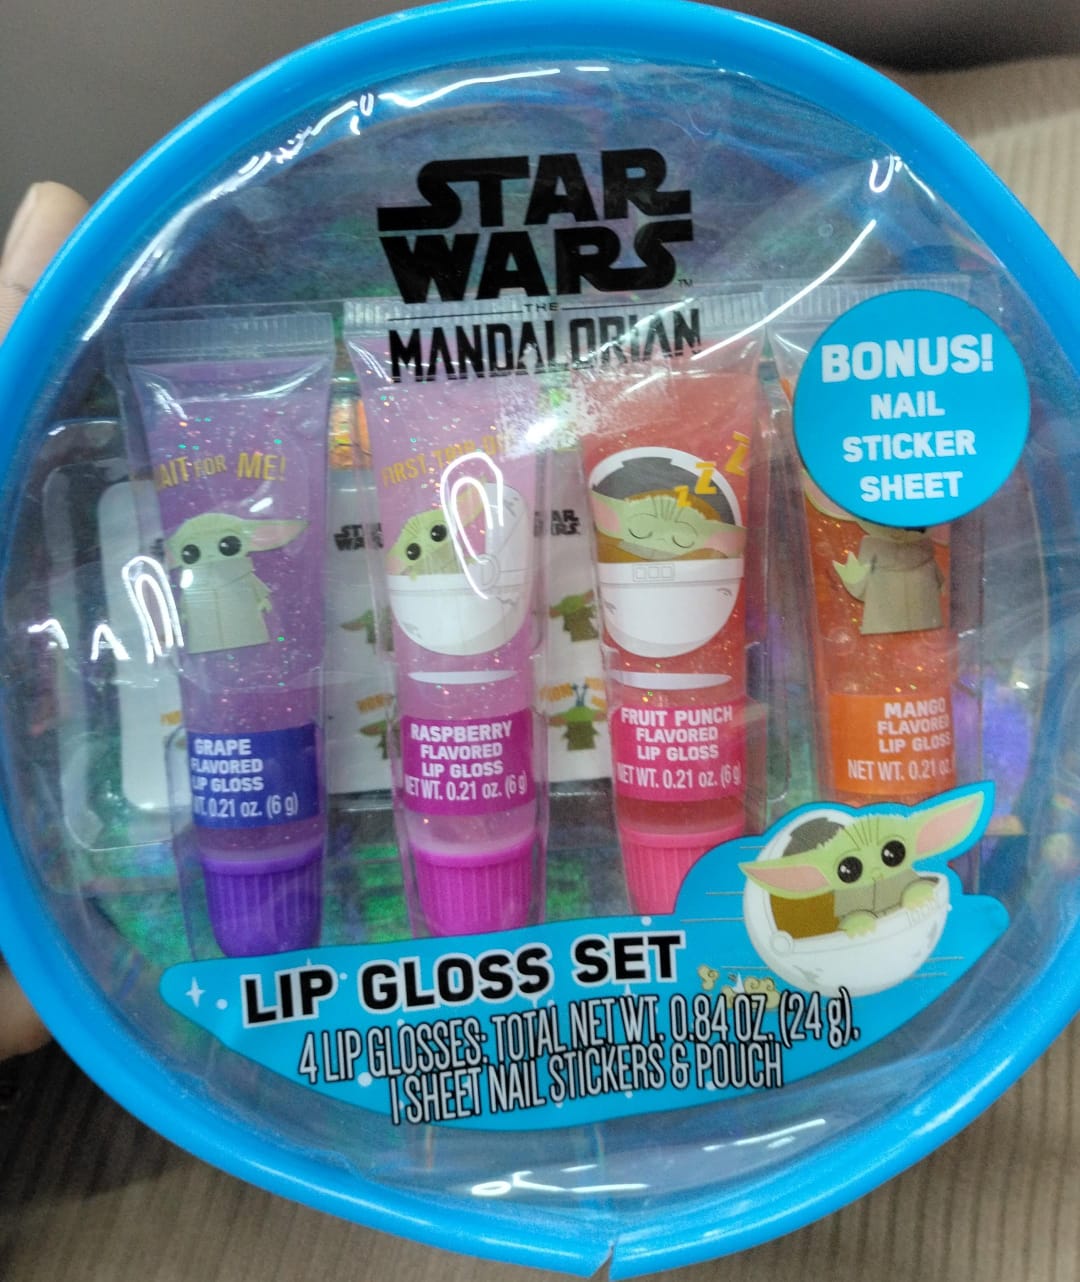 STAR
WARS™
THE
MANDALORIAN
BONUS!
NAIL
STICKER
SHEET
FOR ME!
FIRST
Z Z Z Z
STAR
WARS
GRAPE
FLAVORED
LIP GLOSS
WT. 0.21 oz. (6 g)
RASPBERRY
FLAVORED
LIP GLOSS
NET WT. 0.21 oz. (6 g)
FRUIT PUNCH
FLAVORED
LIP GLOSS
NET WT. 0.21 oz. (6 g)
MANGO
FLAVORED
LIP GLOSS
NET WT. 0.21 oz.
LIP GLOSS SET
4 LIP GLOSSES: TOTAL NET WT. 0.84 OZ. (24 g).
1 SHEET NAIL STICKERS & POUCH